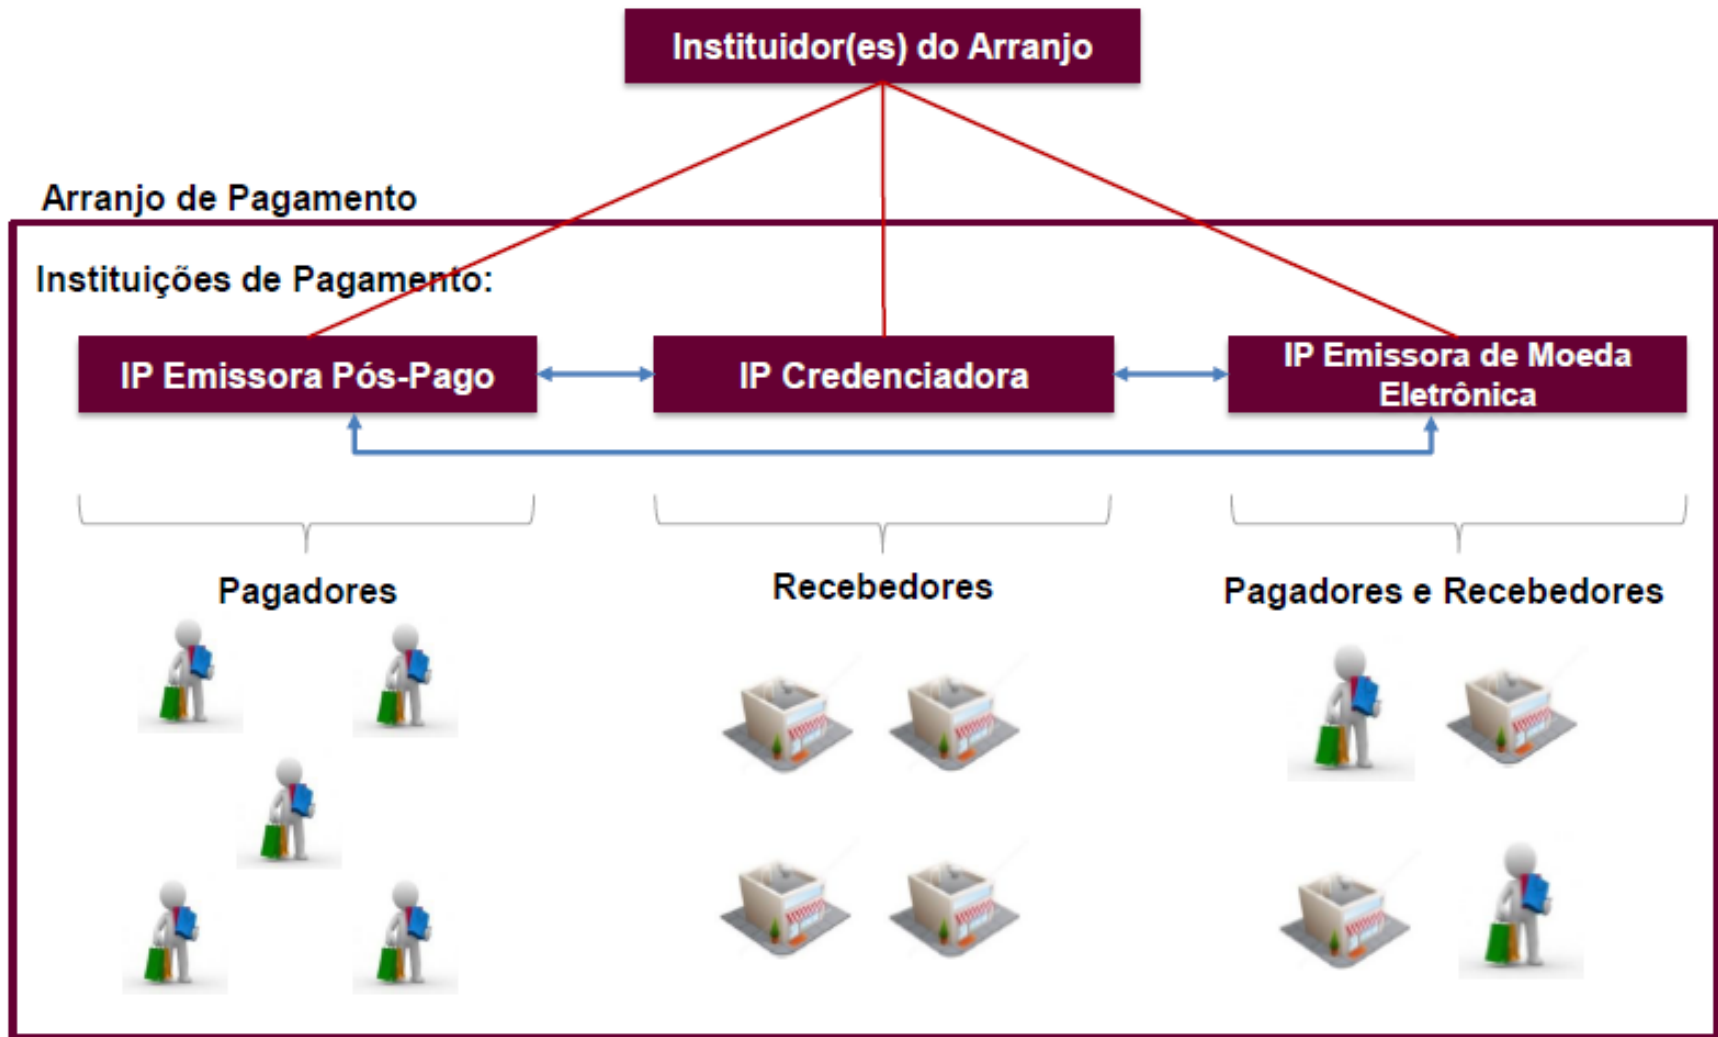 Instituidor(es) do Arranjo
Arranjo de Pagamento
Instituições de Pagamento:
IP Emissora Pós-Pago
IP Credenciadora
IP Emissora de Moeda
Eletrônica
Pagadores
Recebedores
Pagadores e Recebedores